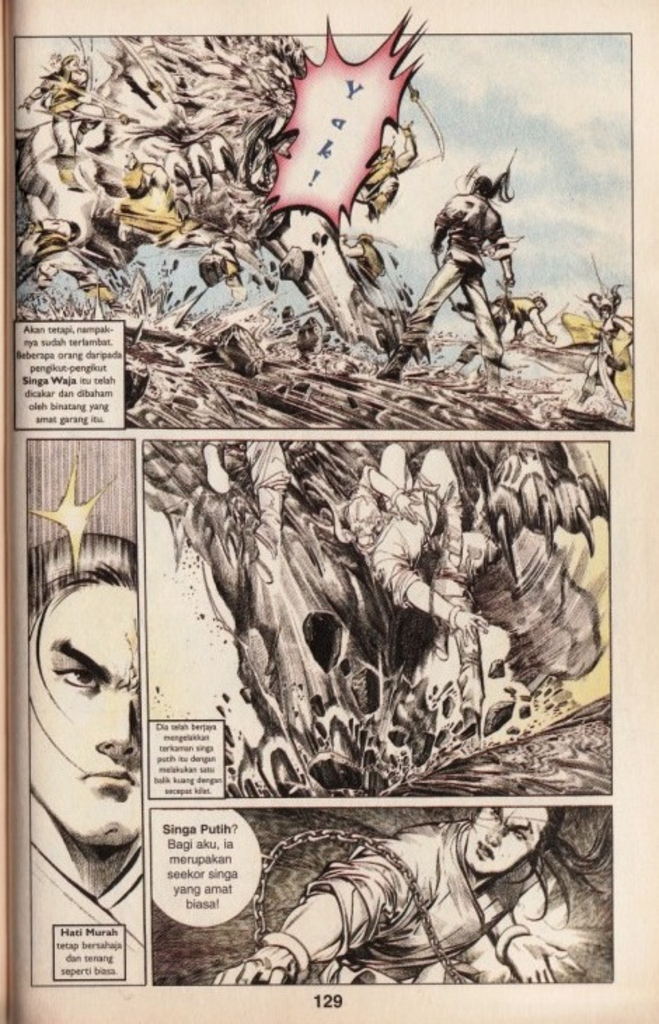 Yak!
Akan tetapi, nampak-
nya sudah terlambat.
Beberapa orang daripada
pengikut-pengikut
Singa Waja itu telah
dicakar dan dibaham
oleh binatang yang
amat garang itu.
Hati Murah
tetap bersahaja
dan tenang
seperti biasa.
Dia telah berjaya
mengelakkan
terkaman singa
putih itu dengan
melakukan satu
balik kuang dengan
secepat kilat.
Singa Putih?
Bagi aku, ia
merupakan
seekor singa
yang amat
biasa!
129